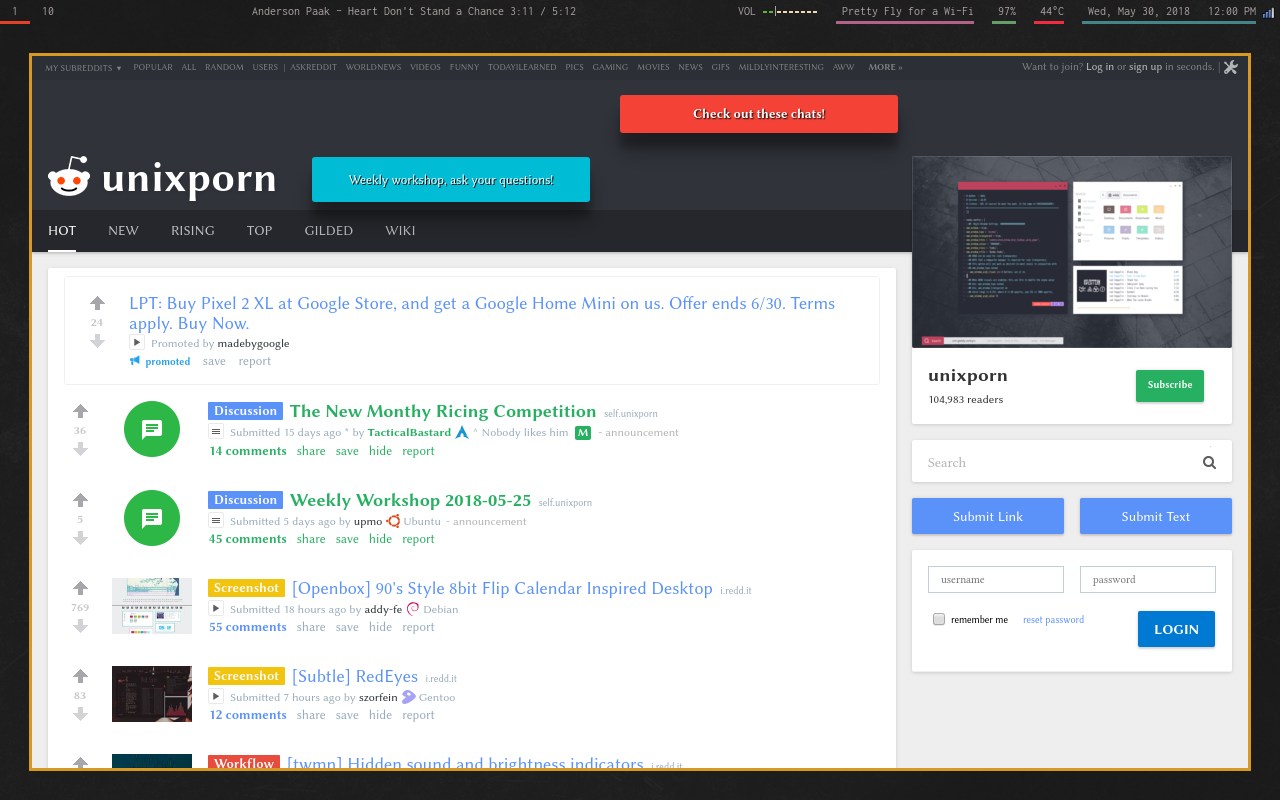 1 10 Anderson Paak - Heart Don't Stand a Chance 3:11 / 5:12 VOL Pretty Fly for a Wi-Fi 97% 44°C Wed, May 30, 2018 12:00 PM
MY SUBREDDITS ▼ POPULAR ALL RANDOM USERS | ASKREDDIT WORLDNEWS VIDEOS FUNNY TODAYILEARNED PICS GAMING MOVIES NEWS GIFS MILDLYINTERESTING AWW MORE »
Want to join? Log in or sign up in seconds. |
Check out these chats!
unixporn
Weekly workshop, ask your questions!
HOT NEW RISING TOP GILDED WIKI
24
LPT: Buy Pixel 2 XL at Google Store, and get a Google Home Mini on us. Offer ends 6/30. Terms
apply. Buy Now.
Promoted by madebygoogle
promoted save report
36
Discussion The New Monthy Ricing Competition self.unixporn
Submitted 15 days ago * by TacticalBastard ^ Nobody likes him M - announcement
14 comments share save hide report
5
Discussion Weekly Workshop 2018-05-25 self.unixporn
Submitted 5 days ago by upmo Ubuntu - announcement
45 comments share save hide report
769
Screenshot [Openbox] 90's Style 8bit Flip Calendar Inspired Desktop i.redd.it
Submitted 18 hours ago by addy-fe Debian
55 comments share save hide report
83
Screenshot [Subtle] RedEyes i.redd.it
Submitted 7 hours ago by szorfein Gentoo
12 comments share save hide report
Workflow [twmn] Hidden sound and brightness indicators i.redd.it
unixporn
104,983 readers
Subscribe
Search
Submit Link Submit Text
username password
remember me reset password
LOGIN